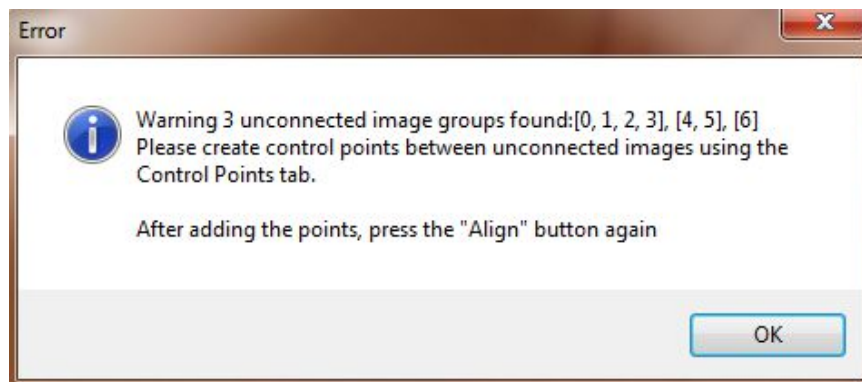 Error
Warning 3 unconnected image groups found:[0, 1, 2, 3], [4, 5], [6]
Please create control points between unconnected images using the
Control Points tab.
After adding the points, press the "Align" button again
OK